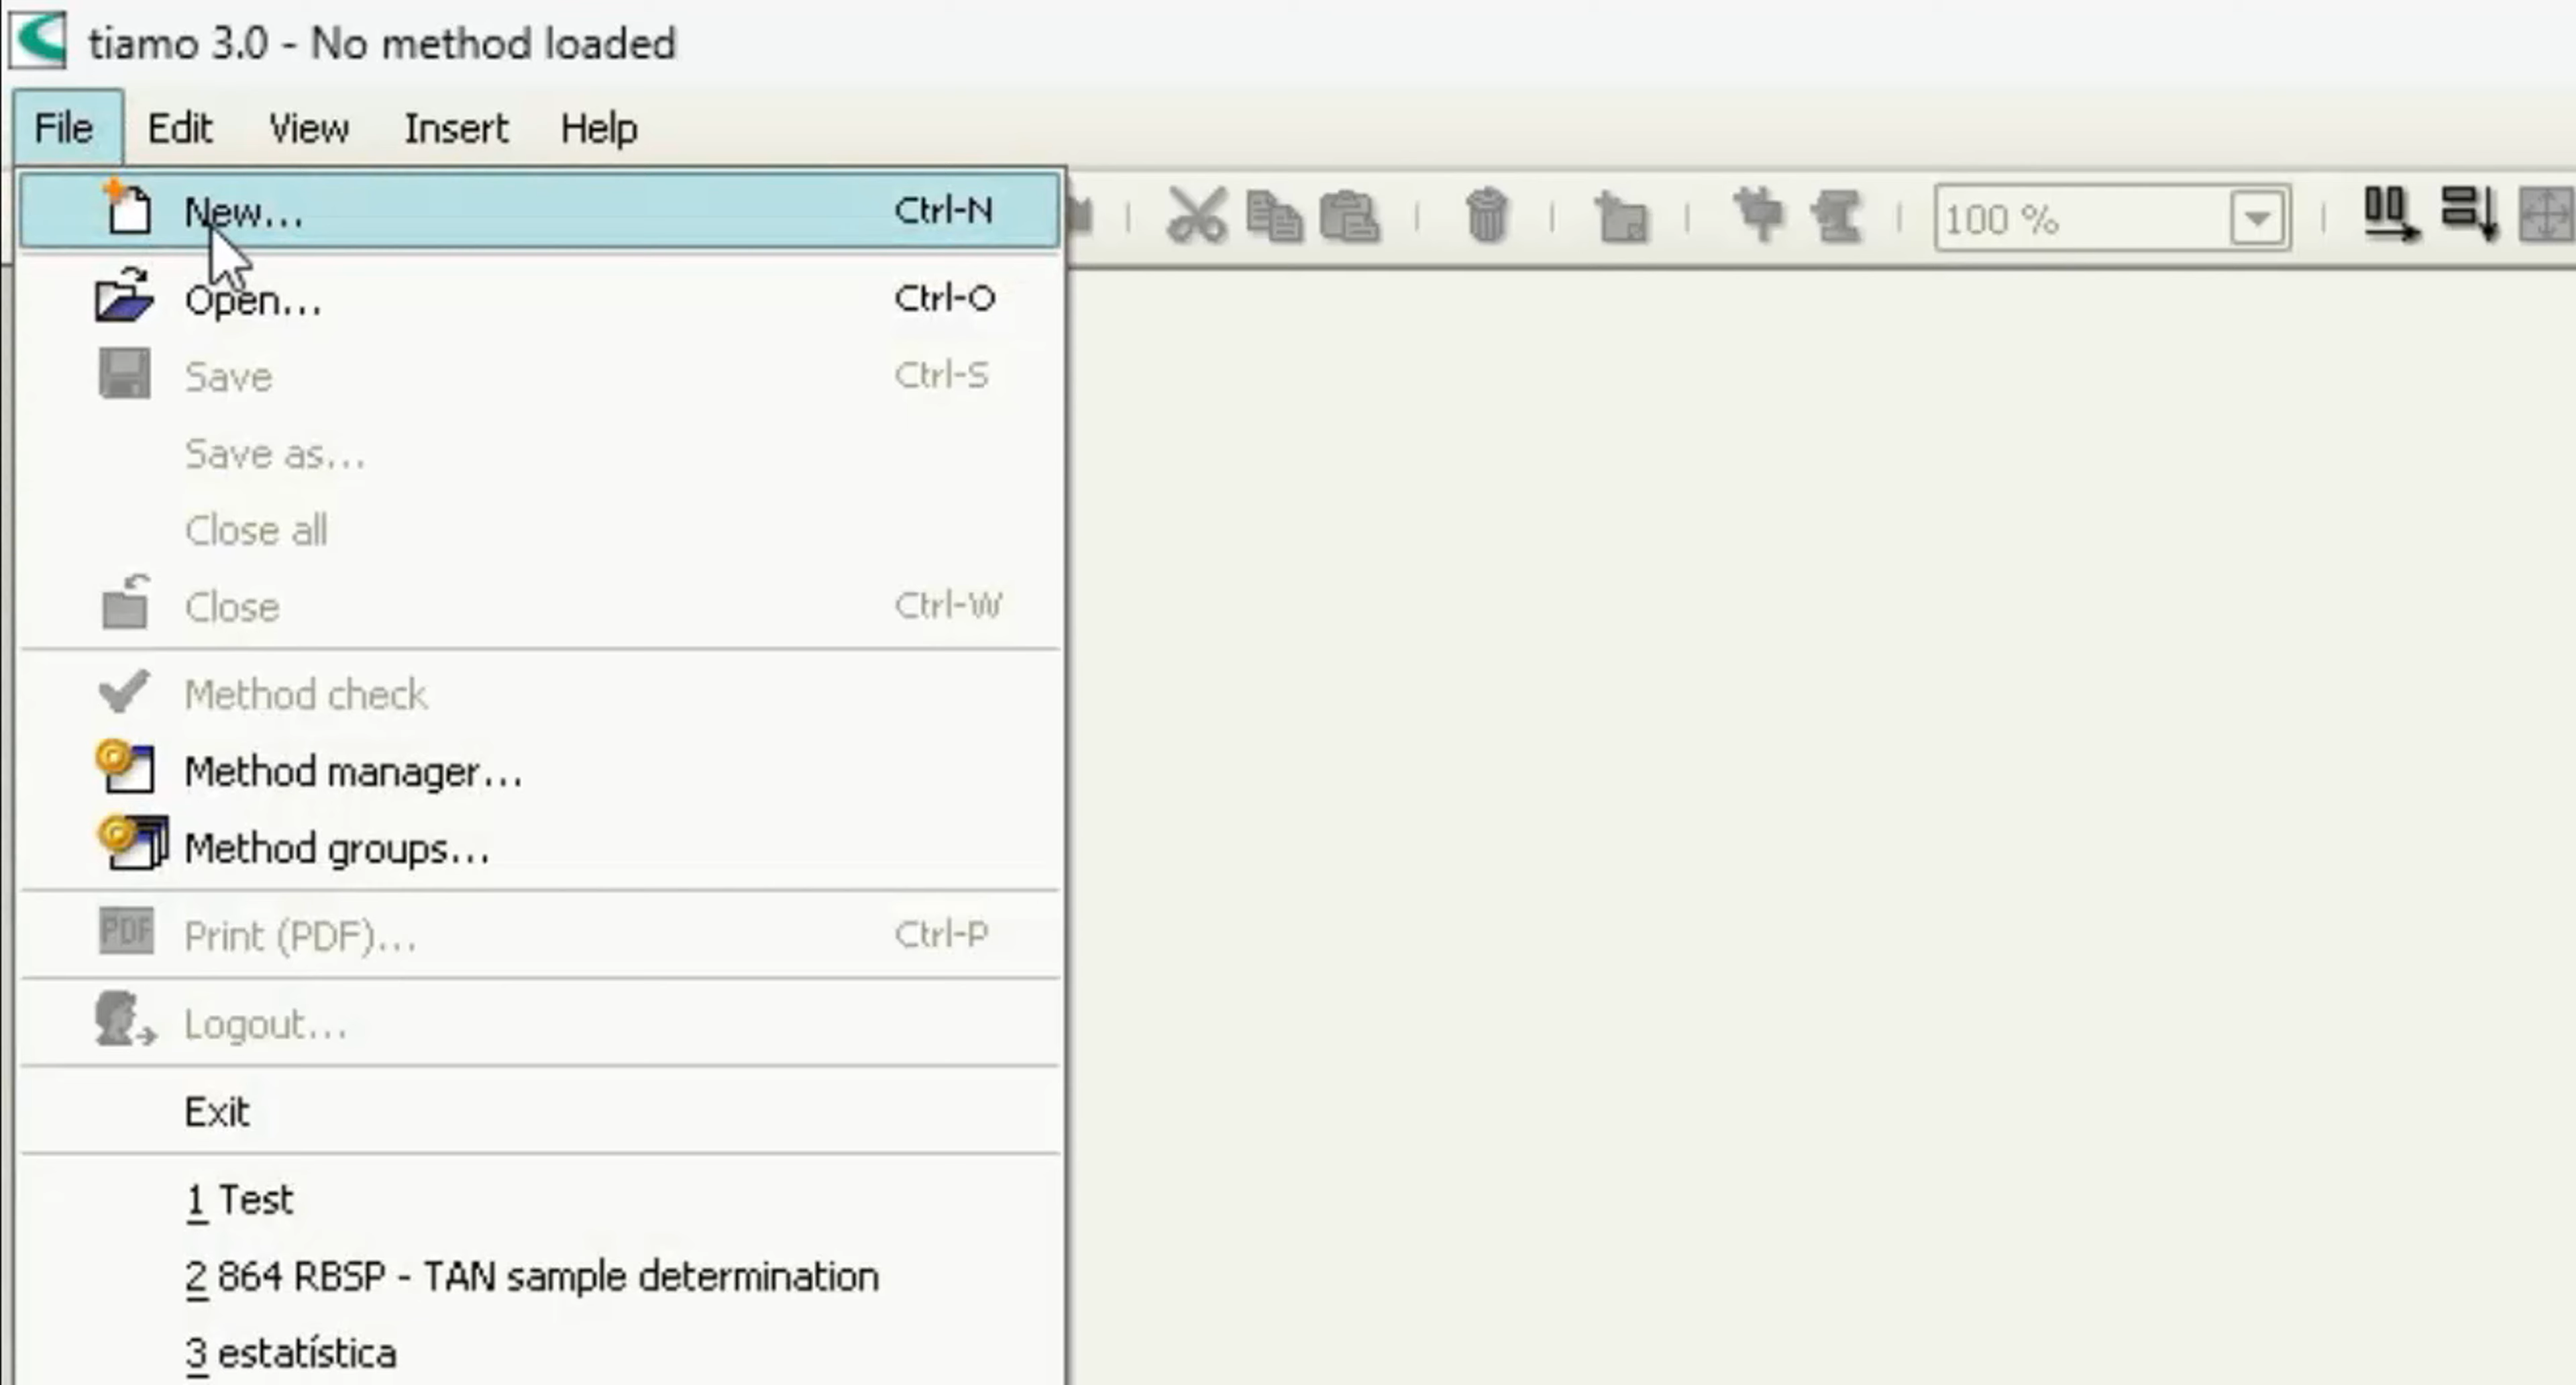 tiamo 3.0 - No method loaded
File Edit View Insert Help
New... Ctrl-N
100 %
Open... Ctrl-O
Save Ctrl-S
Save as...
Close all
Close Ctrl-W
Method check
Method manager...
Method groups...
PDF Print (PDF)... Ctrl-P
Logout...
Exit
1 Test
2 864 RBSP - TAN sample determination
3 estatística